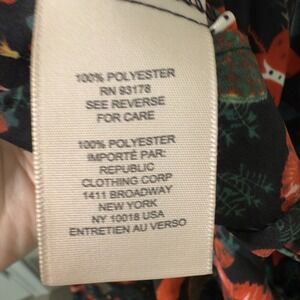 100% POLYESTER
RN 93178
SEE REVERSE
FOR CARE
100% POLYESTER
IMPORTÉ PAR:
REPUBLIC
CLOTHING CORP
1411 BROADWAY
NEW YORK
NY 10018 USA
ENTRETIEN AU VERSO